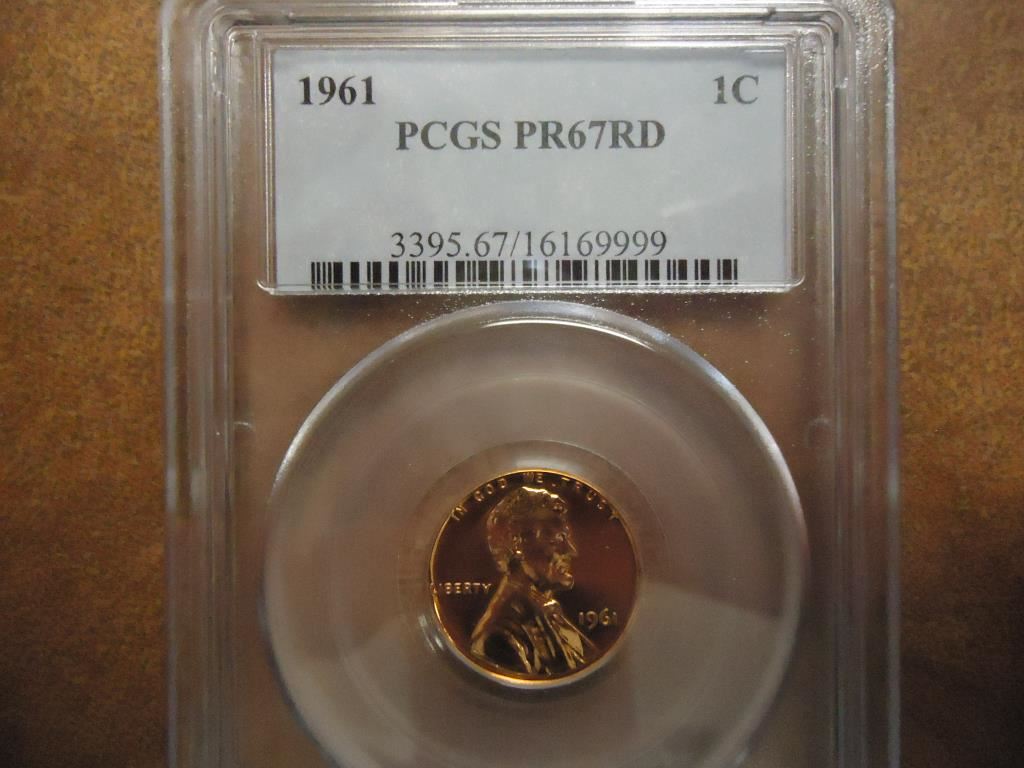 1961 1C
PCGS PR67RD
3395.67/16169999
IN GOD WE TRUST
LIBERTY
1961